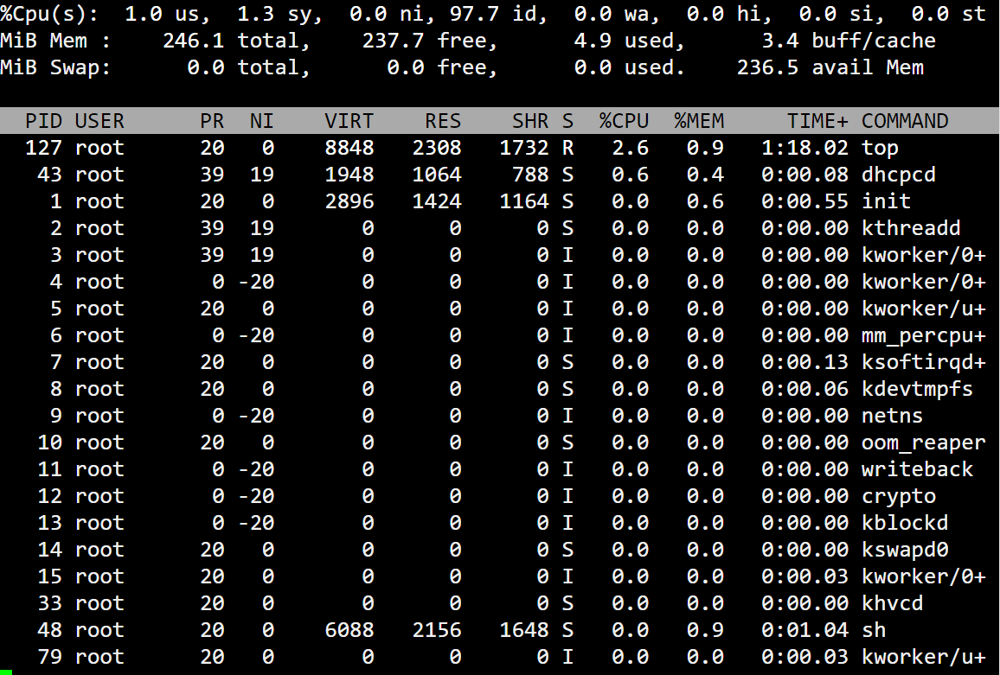 %Cpu(s):  1.0 us,  1.3 sy,  0.0 ni, 97.7 id,  0.0 wa,  0.0 hi,  0.0 si,  0.0 st
MiB Mem :    246.1 total,    237.7 free,      4.9 used,      3.4 buff/cache
MiB Swap:      0.0 total,      0.0 free,      0.0 used.    236.5 avail Mem
  PID USER      PR  NI    VIRT    RES    SHR S  %CPU  %MEM     TIME+ COMMAND
  127 root      20   0    8848   2308   1732 R   2.6   0.9   1:18.02 top
   43 root      39  19    1948   1064    788 S   0.6   0.4   0:00.08 dhcpcd
    1 root      20   0    2896   1424   1164 S   0.0   0.6   0:00.55 init
    2 root      39  19       0      0      0 S   0.0   0.0   0:00.00 kthreadd
    3 root      39  19       0      0      0 I   0.0   0.0   0:00.00 kworker/0+
    4 root       0 -20       0      0      0 I   0.0   0.0   0:00.00 kworker/0+
    5 root      20   0       0      0      0 I   0.0   0.0   0:00.00 kworker/u+
    6 root       0 -20       0      0      0 I   0.0   0.0   0:00.00 mm_percpu+
    7 root      20   0       0      0      0 S   0.0   0.0   0:00.13 ksoftirqd+
    8 root      20   0       0      0      0 S   0.0   0.0   0:00.06 kdevtmpfs
    9 root       0 -20       0      0      0 I   0.0   0.0   0:00.00 netns
   10 root      20   0       0      0      0 S   0.0   0.0   0:00.00 oom_reaper
   11 root       0 -20       0      0      0 I   0.0   0.0   0:00.00 writeback
   12 root       0 -20       0      0      0 I   0.0   0.0   0:00.00 crypto
   13 root       0 -20       0      0      0 I   0.0   0.0   0:00.00 kblockd
   14 root      20   0       0      0      0 S   0.0   0.0   0:00.00 kswapd0
   15 root      20   0       0      0      0 I   0.0   0.0   0:00.03 kworker/0+
   33 root      20   0       0      0      0 S   0.0   0.0   0:00.00 khvcd
   48 root      20   0    6088   2156   1648 S   0.0   0.9   0:01.04 sh
   79 root      20   0       0      0      0 I   0.0   0.0   0:00.03 kworker/u+